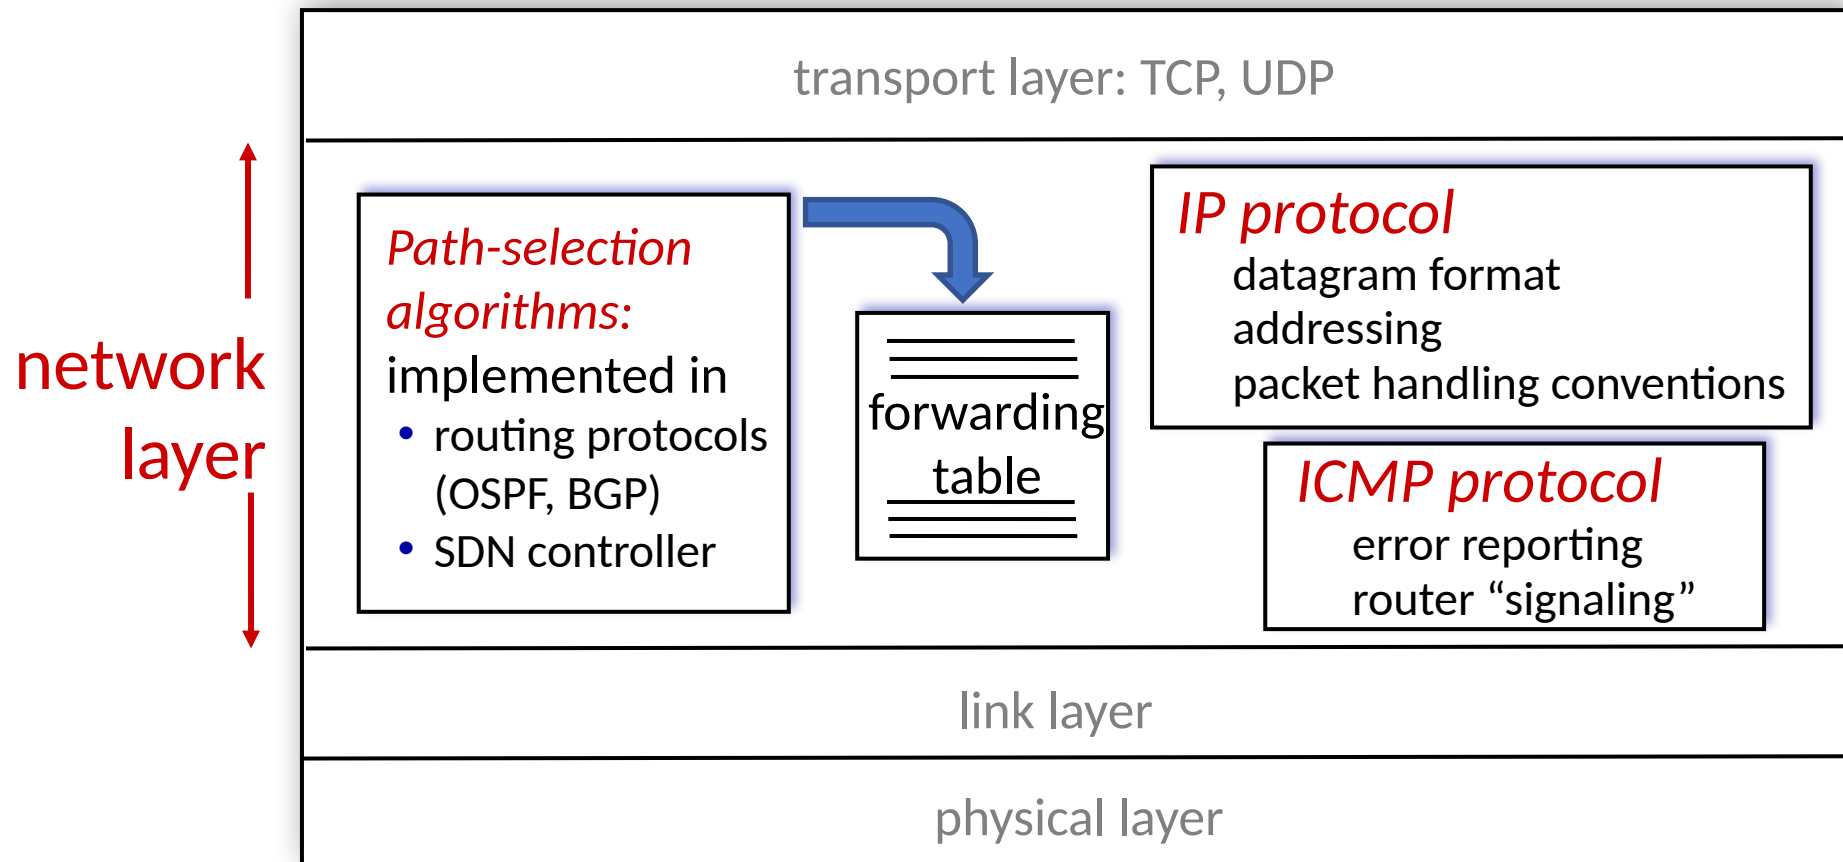 transport layer: TCP, UDP
network
layer
Path-selection
algorithms:
implemented in
• routing protocols
(OSPF, BGP)
• SDN controller
forwarding
table
IP protocol
datagram format
addressing
packet handling conventions
ICMP protocol
error reporting
router “signaling”
link layer
physical layer